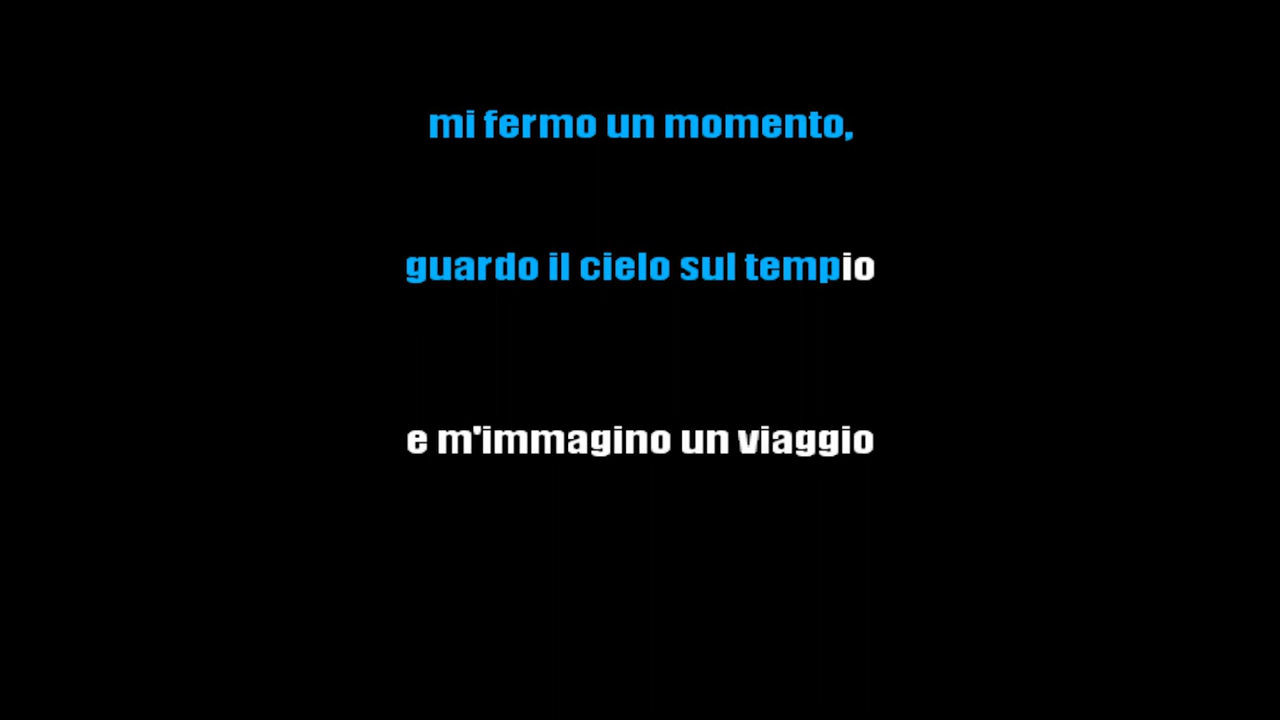 mi fermo un momento,
guardo il cielo sul tempio
e m'immagino un viaggio